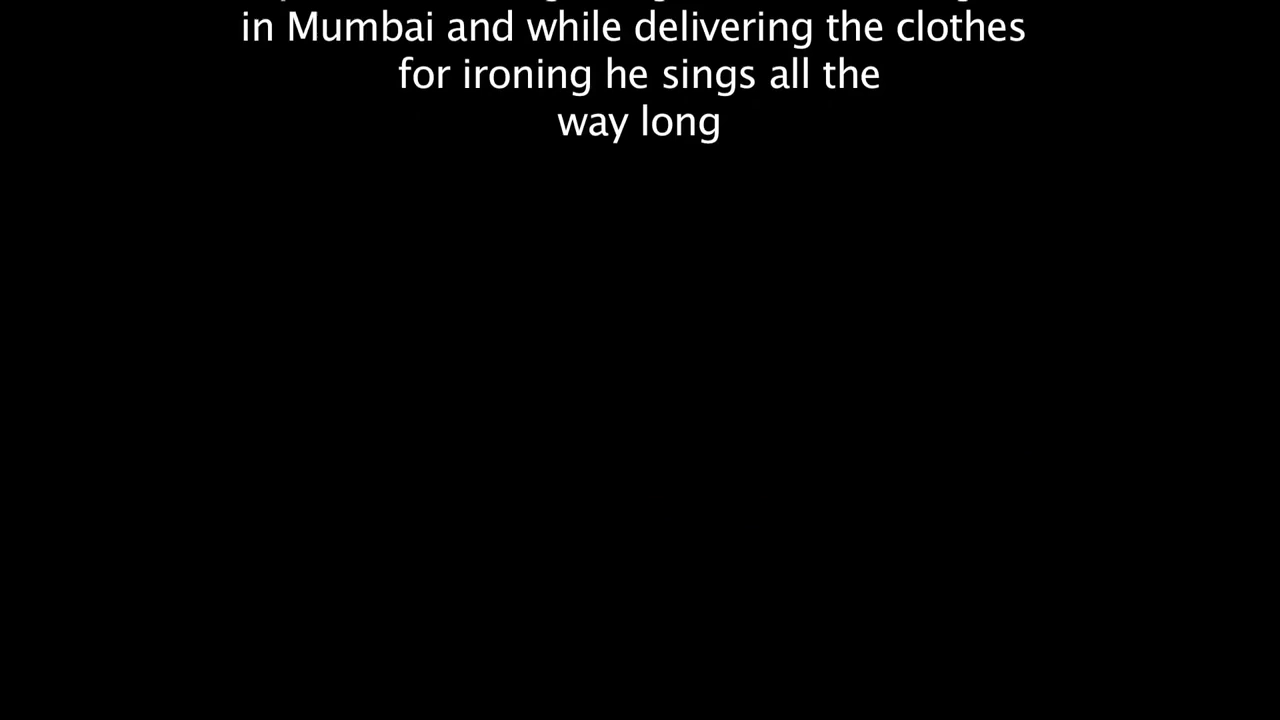 in Mumbai and while delivering the clothes
for ironing he sings all the
way long